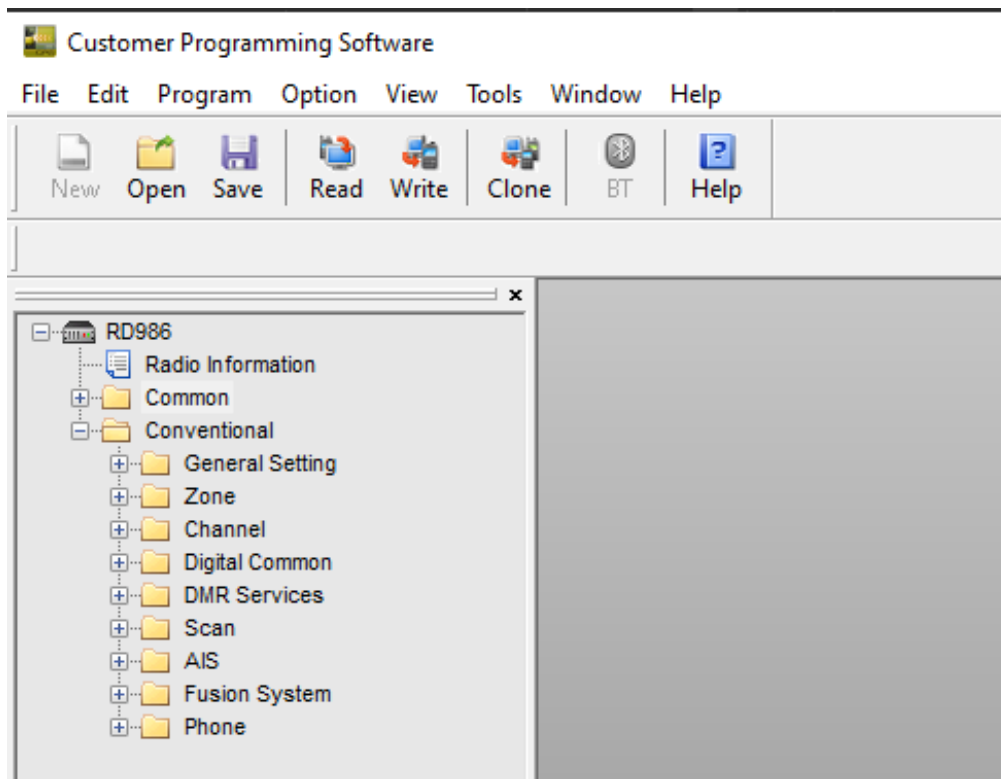 Customer Programming Software
File Edit Program Option View Tools Window Help
New Open Save Read Write Clone BT Help
RD986
Radio Information
Common
Conventional
General Setting
Zone
Channel
Digital Common
DMR Services
Scan
AIS
Fusion System
Phone